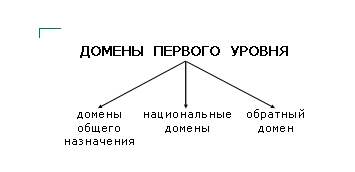 ДОМЕНЫ ПЕРВОГО УРОВНЯ
домены общего назначения
национальные домены
обратный домен